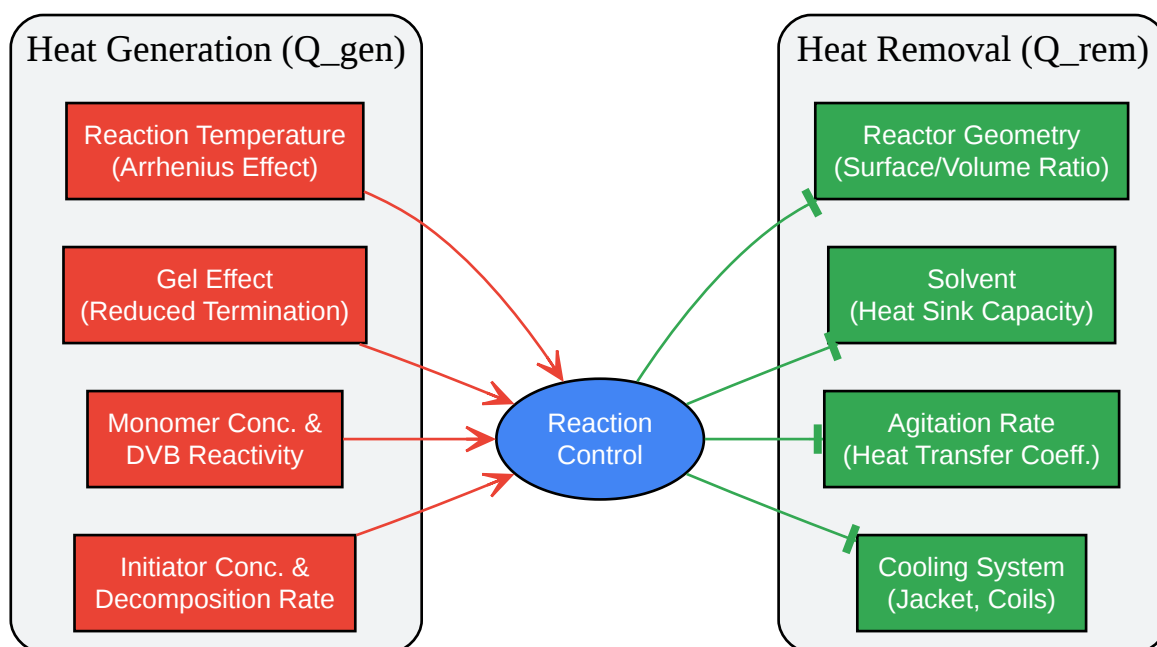 Heat Generation (Q_gen)
Reaction Temperature
(Arrhenius Effect)
Gel Effect
(Reduced Termination)
Monomer Conc. &
DVB Reactivity
Initiator Conc. &
Decomposition Rate
Reaction
Control
Heat Removal (Q_rem)
Reactor Geometry
(Surface/Volume Ratio)
Solvent
(Heat Sink Capacity)
Agitation Rate
(Heat Transfer Coeff.)
Cooling System
(Jacket, Coils)